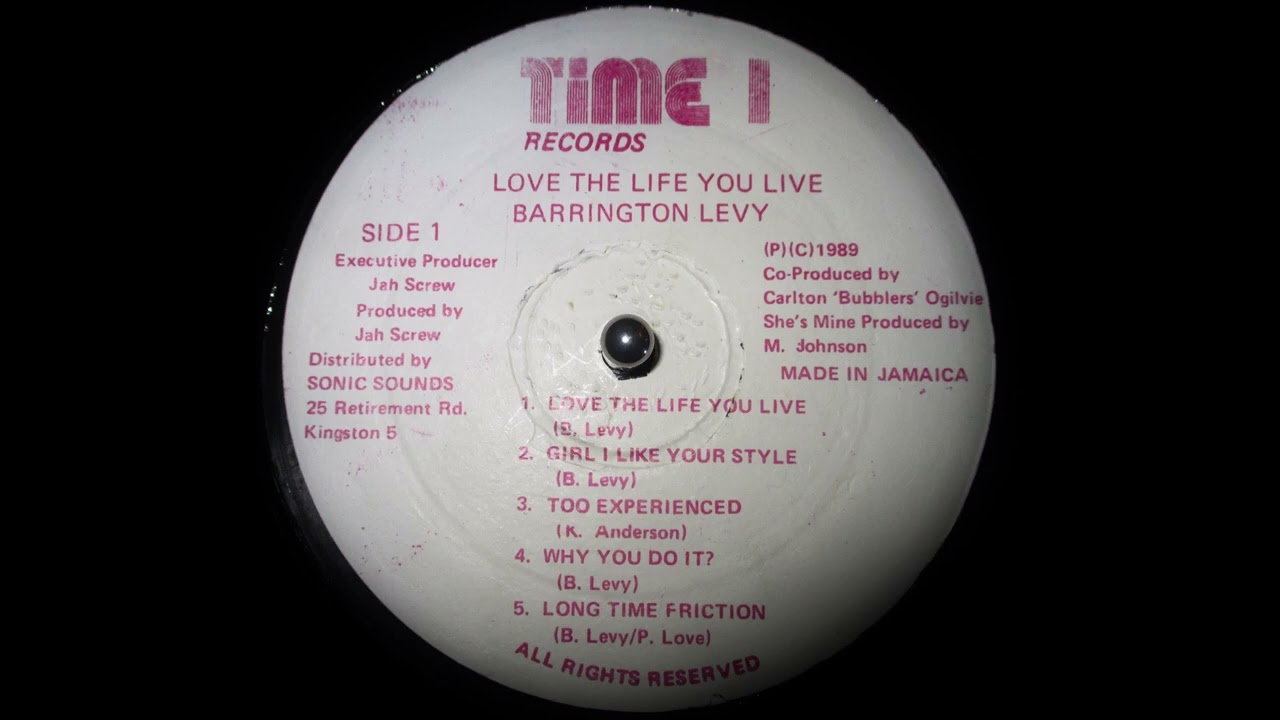 TIME 1
RECORDS
LOVE THE LIFE YOU LIVE
BARRINGTON LEVY
SIDE 1
Executive Producer
Jah Screw
Produced by
Jah Screw
Distributed by
SONIC SOUNDS
25 Retirement Rd.
Kingston 5
(P)(C)1989
Co-Produced by
Carlton 'Bubblers' Ogilvie
She's Mine Produced by
M. Johnson
MADE IN JAMAICA
1. LOVE THE LIFE YOU LIVE
(B. Levy)
2. GIRL I LIKE YOUR STYLE
(B. Levy)
3. TOO EXPERIENCED
(K. Anderson)
4. WHY YOU DO IT?
(B. Levy)
5. LONG TIME FRICTION
(B. Levy/P. Love)
ALL RIGHTS RESERVED